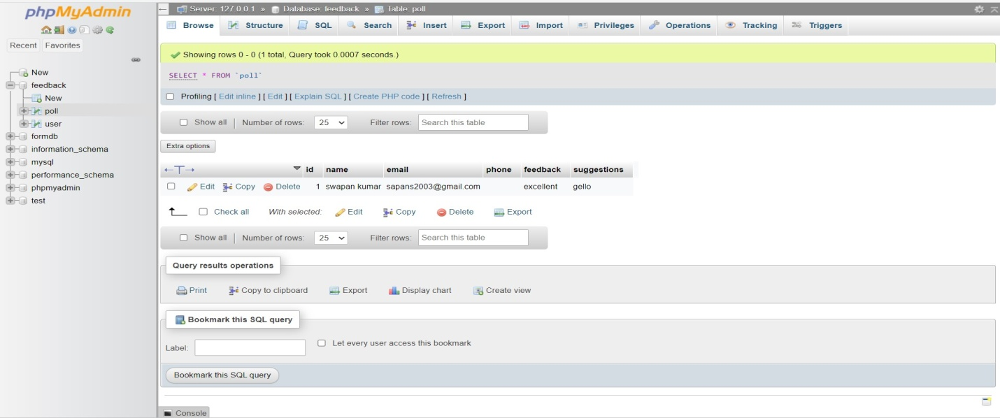 phpMyAdmin
Recent Favorites
New
feedback
New
poll
user
formdb
information_schema
mysql
performance_schema
phpmyadmin
test
Server: 127.0.0.1 » Database: feedback » Table: poll
Browse Structure SQL Search Insert Export Import Privileges Operations Tracking Triggers
Showing rows 0 - 0 (1 total, Query took 0.0007 seconds.)
SELECT * FROM `poll`
Profiling [ Edit inline ] [ Edit ] [ Explain SQL ] [ Create PHP code ] [ Refresh ]
Show all | Number of rows: 25 Filter rows: Search this table
Extra options
←T→ id name email phone feedback suggestions
Edit Copy Delete 1 swapan kumar sapans2003@gmail.com excellent gello
Check all With selected: Edit Copy Delete Export
Show all | Number of rows: 25 Filter rows: Search this table
Query results operations
Print Copy to clipboard Export Display chart Create view
Bookmark this SQL query
Label: Let every user access this bookmark
Bookmark this SQL query
Console